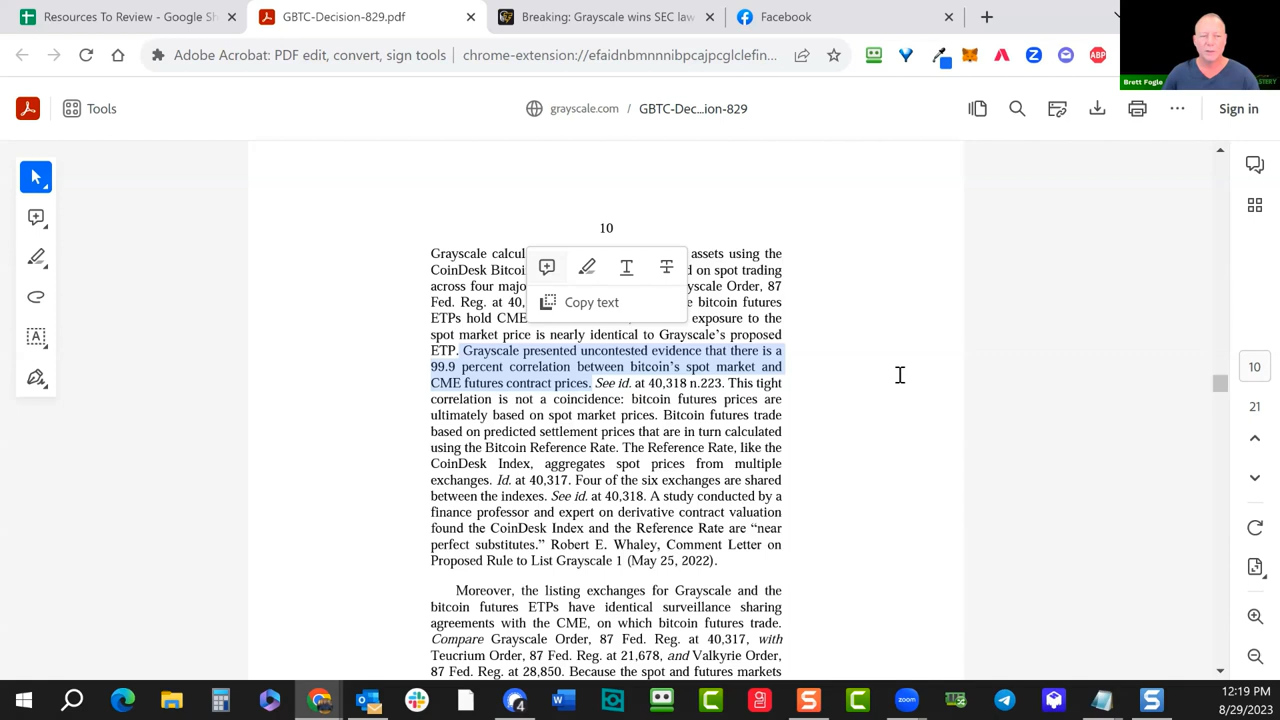 Resources To Review - Google Sh
GBTC-Decision-829.pdf
Breaking: Grayscale wins SEC law
Facebook
Adobe Acrobat: PDF edit, convert, sign tools
chrome-extension://efaidnbmnnnibpcajpcglclefin...
ABP
Brett Fogle
Tools
grayscale.com / GBTC-Dec...ion-829
Sign in
10
Grayscale calcul assets using the
CoinDesk Bitcoi d on spot trading
across four majo yscale Order, 87
Fed. Reg. at 40, e bitcoin futures
ETPs hold CME exposure to the
spot market price is nearly identical to Grayscale's proposed
ETP. Grayscale presented uncontested evidence that there is a
99.9 percent correlation between bitcoin's spot market and
CME futures contract prices. See id. at 40,318 n.223. This tight
correlation is not a coincidence: bitcoin futures prices are
ultimately based on spot market prices. Bitcoin futures trade
based on predicted settlement prices that are in turn calculated
using the Bitcoin Reference Rate. The Reference Rate, like the
CoinDesk Index, aggregates spot prices from multiple
exchanges. Id. at 40,317. Four of the six exchanges are shared
between the indexes. See id. at 40,318. A study conducted by a
finance professor and expert on derivative contract valuation
found the CoinDesk Index and the Reference Rate are “near
perfect substitutes.” Robert E. Whaley, Comment Letter on
Proposed Rule to List Grayscale 1 (May 25, 2022).
Moreover, the listing exchanges for Grayscale and the
bitcoin futures ETPs have identical surveillance sharing
agreements with the CME, on which bitcoin futures trade.
Compare Grayscale Order, 87 Fed. Reg. at 40,317, with
Teucrium Order, 87 Fed. Reg. at 21,678, and Valkyrie Order,
87 Fed. Reg. at 28,850. Because the spot and futures markets
Copy text
10
21
12:19 PM
8/29/2023